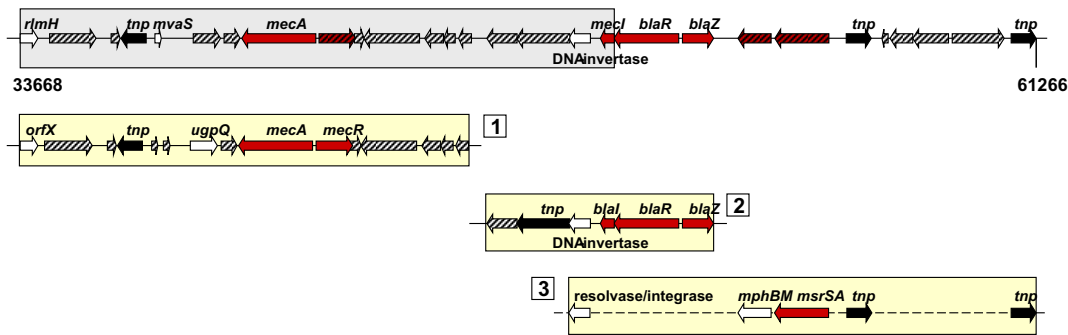 rlmH tnp mvaS mecA mecI blaR blaZ tnp tnp
DNAinvertase
33668 61266
orfX tnp ugpQ mecA mecR 1
tnp blaI blaR blaZ 2
DNAinvertase
3 resolvase/integrase mphBM msrSA tnp tnp